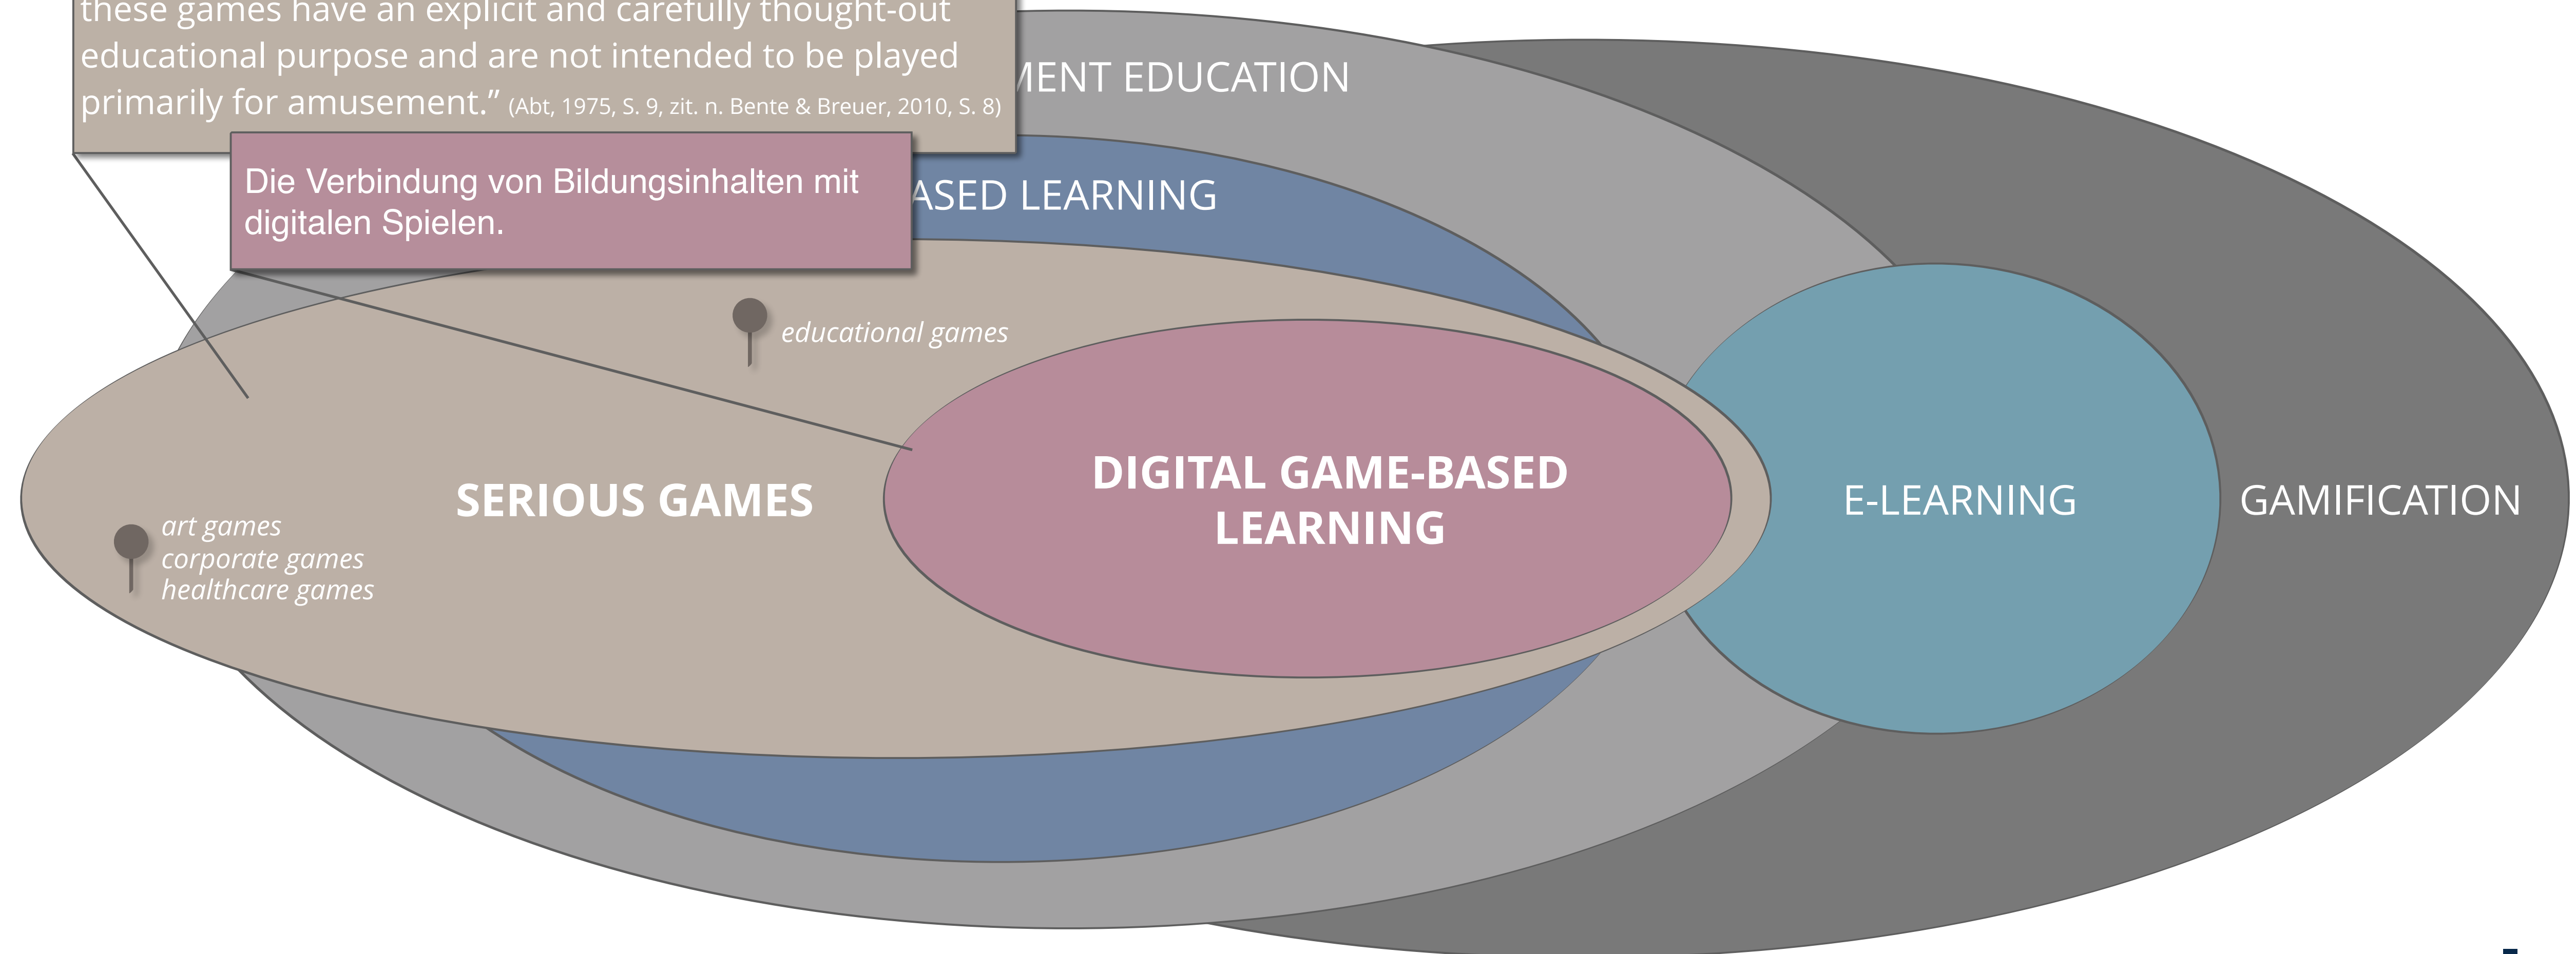 these games have an explicit and carefully thought-out
educational purpose and are not intended to be played
primarily for amusement.” (Abt, 1975, S. 9, zit. n. Bente & Breuer, 2010, S. 8)
MENT EDUCATION
Die Verbindung von Bildungsinhalten mit
digitalen Spielen.
ASED LEARNING
educational games
DIGITAL GAME-BASED
LEARNING
SERIOUS GAMES
E-LEARNING
GAMIFICATION
art games
corporate games
healthcare games